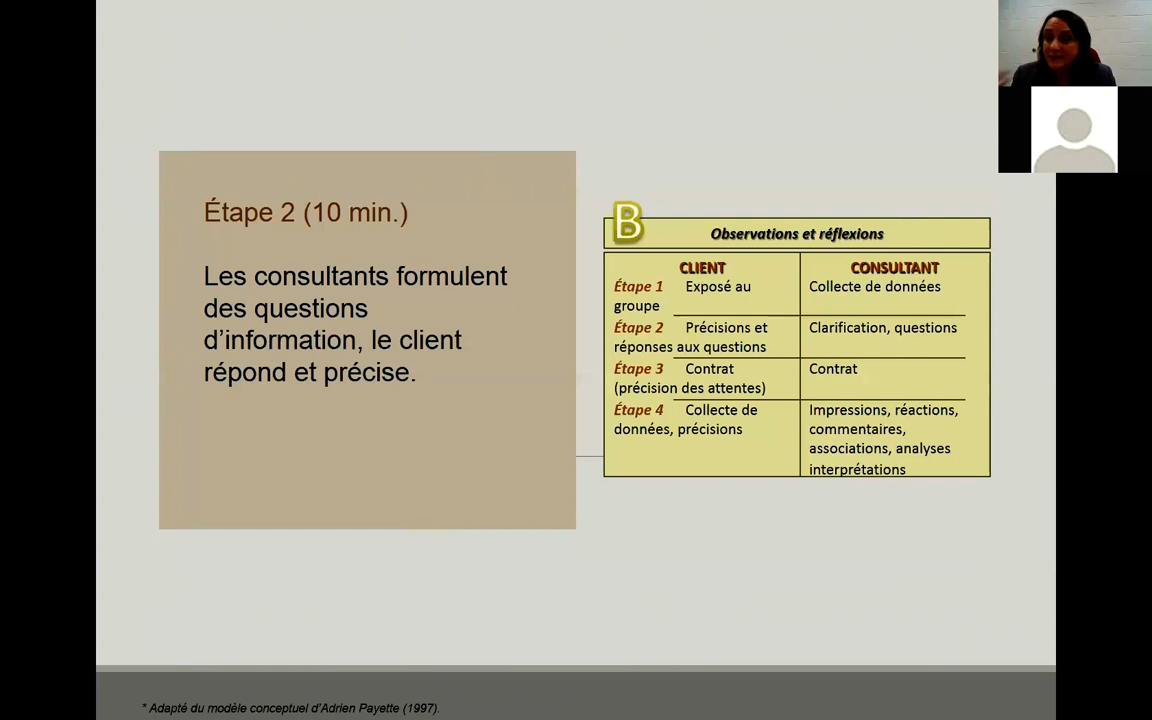 Étape 2 (10 min.)
Les consultants formulent
des questions
d’information, le client
répond et précise.
B
Observations et réflexions
CLIENT
CONSULTANT
Étape 1 Exposé au
groupe
Collecte de données
Étape 2 Précisions et
réponses aux questions
Clarification, questions
Étape 3 Contrat
(précision des attentes)
Contrat
Étape 4 Collecte de
données, précisions
Impressions, réactions,
commentaires,
associations, analyses
interprétations
* Adapté du modèle conceptuel d’Adrien Payette (1997).